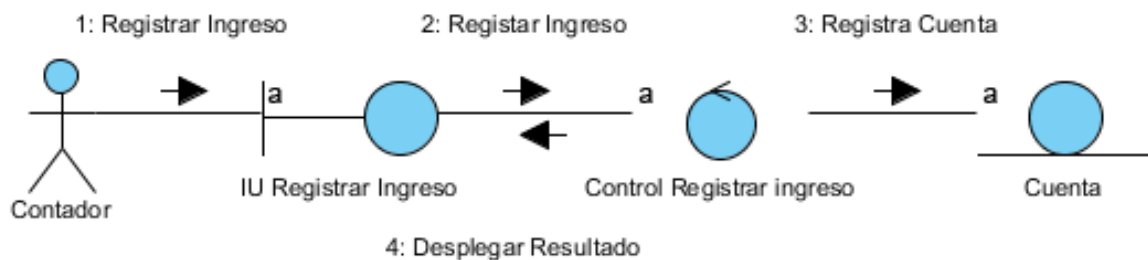 1: Registrar Ingreso
2: Registar Ingreso
3: Registra Cuenta
a
a
a
IU Registrar Ingreso
Control Registrar ingreso
Cuenta
Contador
4: Desplegar Resultado